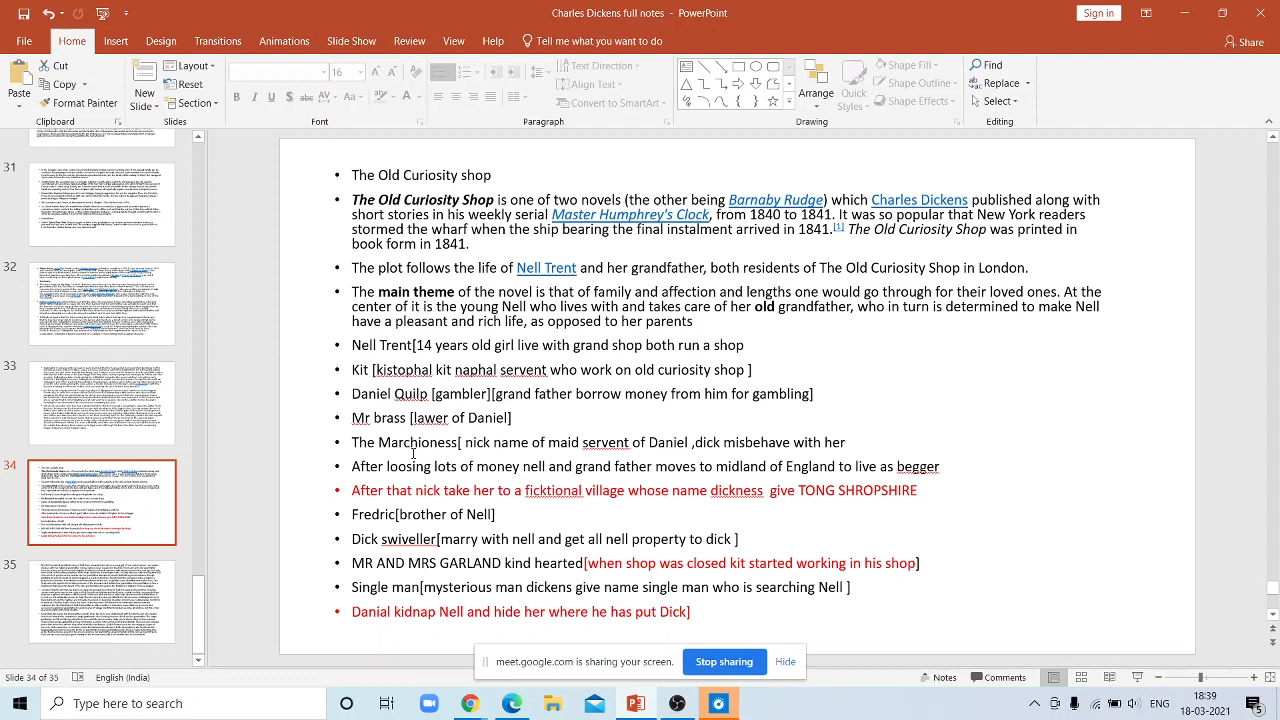 Charles Dickens full notes - PowerPoint
Sign in
File Home Insert Design Transitions Animations Slide Show Review View Help Tell me what you want to do Share
Paste
Cut
Copy
Format Painter
Clipboard
New
Slide
Layout
Reset
Section
Slides
16
Font
Text Direction
Align Text
Convert to SmartArt
Paragraph
Arrange
Quick
Styles
Shape Fill
Shape Outline
Shape Effects
Drawing
Find
Replace
Select
Editing
31
32
33
34
35
• The Old Curiosity shop
• The Old Curiosity Shop is one of two novels (the other being Barnaby Rudge) which Charles Dickens published along with
short stories in his weekly serial Master Humphrey's Clock, from 1840 to 1841. It was so popular that New York readers
stormed the wharf when the ship bearing the final instalment arrived in 1841.[1] The Old Curiosity Shop was printed in
book form in 1841.
• The plot follows the life of Nell Trent and her grandfather, both residents of The Old Curiosity Shop in London.
• The main theme of the novel is that of family and affection and lengths one would go through for their loved ones. At the
center of it is the young Nell who lives with and takes care of her old grandfather, who in turn is determined to make Nell
have a pleasant and rich life, as opposed to her parents
• Nell Trent[14 years old girl live with grand shop both run a shop
• Kit [kistophal kit naphal servent who work on old curiosity shop ]
• Daniel Quilp [gambler][grand father borrow money from him for gambling]
• Mr brass [lawer of Daniel]
• The Marchioness[ nick name of maid servent of Daniel ,dick misbehave with her
• After loosing lots of money nell and grand father moves to midland of England to live as begger
• After that nick take her to a ficktional village whose name dickness give TONG SHROPSHIRE
• Fredric[brother of Nell]
• Dick swiveller[marry with nell and get all nell property to dick ]
• MR AND MRS GARLAND kind hearted[when shop was closed kit started working in his shop]
• Single man[mysterious man dickens give name single man who is searching Nell ]
• Danial kidnap Nell and hide her where he has put Dick]
meet.google.com is sharing your screen. Stop sharing Hide
Slide 34 of 35 English (India) Notes Comments
Type here to search
18:39
18-03-2021
5